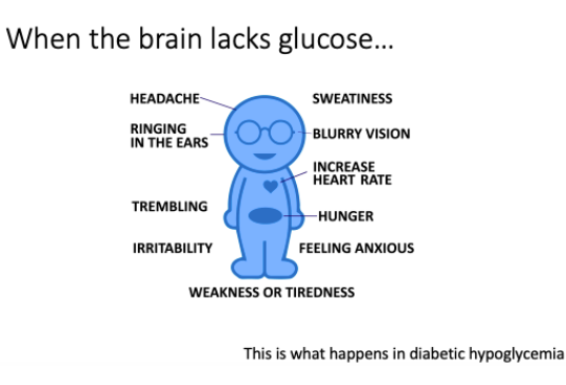 When the brain lacks glucose...
HEADACHE
SWEATINESS
RINGING
IN THE EARS
BLURRY VISION
INCREASE
HEART RATE
TREMBLING
HUNGER
IRRITABILITY
FEELING ANXIOUS
WEAKNESS OR TIREDNESS
This is what happens in diabetic hypoglycemia